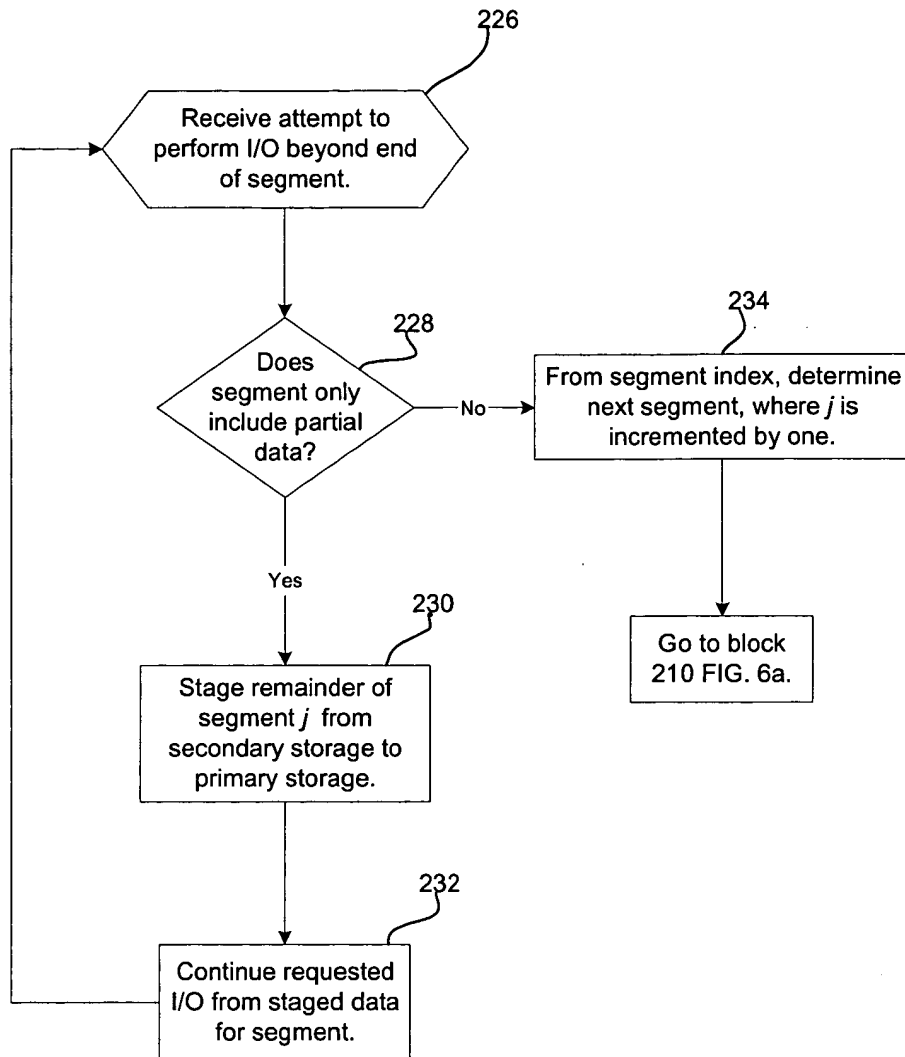 226
Receive attempt to
perform I/O beyond end
of segment.
228
Does
segment only
include partial
data?
No
234
From segment index, determine
next segment, where j is
incremented by one.
Yes
230
Stage remainder of
segment j from
secondary storage to
primary storage.
Go to block
210 FIG. 6a.
232
Continue requested
I/O from staged data
for segment.